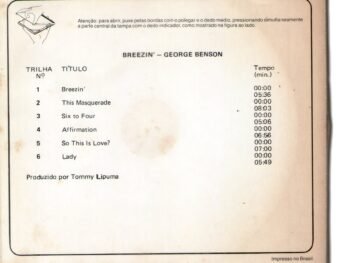 Atenção: para abrir, puxe pelas bordas com o polegar e o dedo médio, pressionando simultaneamente
a parte central da tampa com o dedo indicador, como mostrado na figura ao lado.
BREEZIN' — GEORGE BENSON
TRILHA TÍTULO Tempo
Nº (min.)
1 Breezin' 00:00
05:36
2 This Masquerade 00:00
08:03
3 Six to Four 00:00
05:06
4 Affirmation 00:00
06:56
5 So This Is Love? 00:00
07:00
6 Lady 00:00
05:49
Produzido por Tommy Lipuma
Impresso no Brasil